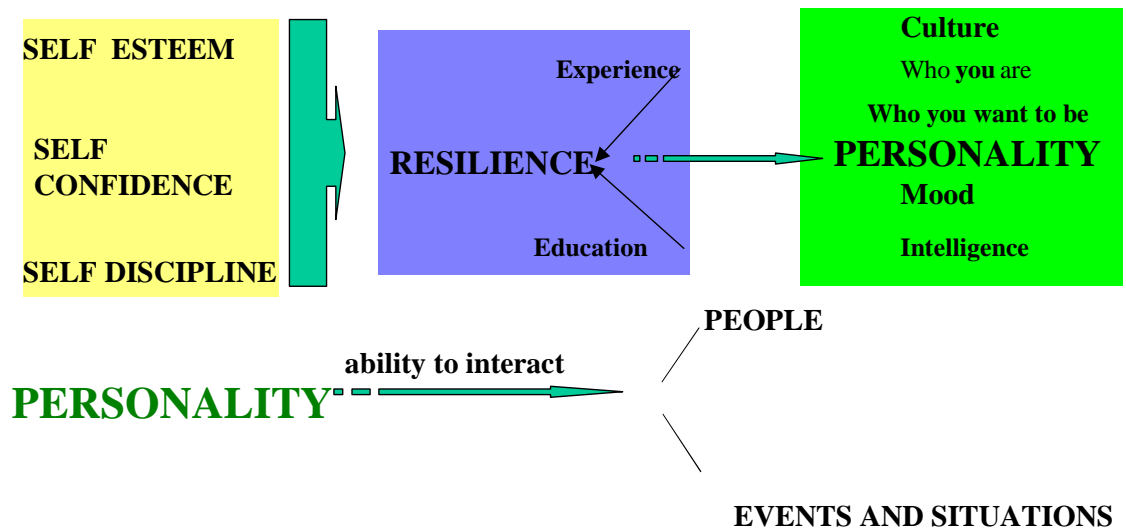 SELF ESTEEM
SELF
CONFIDENCE
SELF DISCIPLINE
Experience
RESILIENCE
Education
Culture
Who you are
Who you want to be
PERSONALITY
Mood
Intelligence
PEOPLE
ability to interact
PERSONALITY
EVENTS AND SITUATIONS